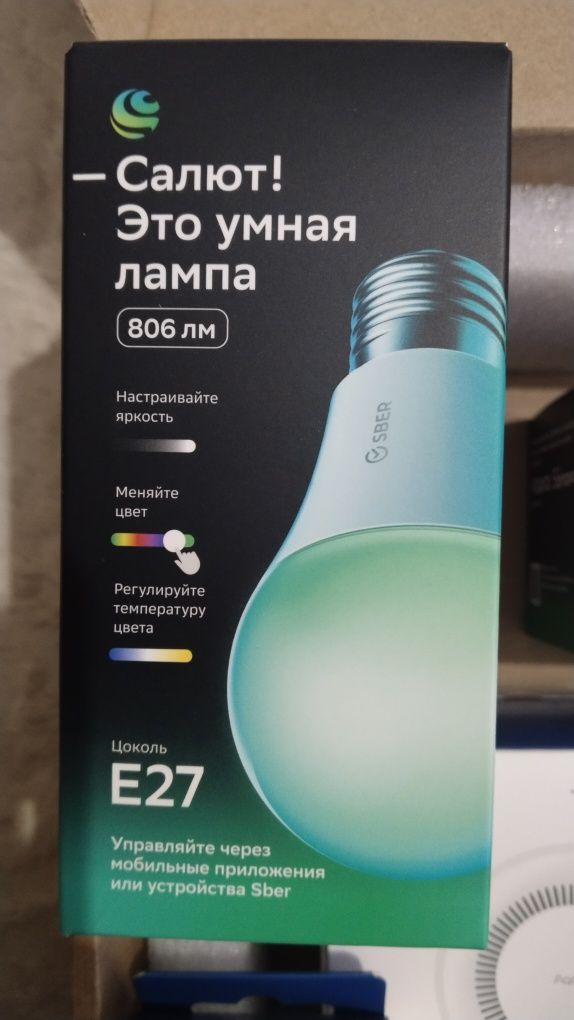 — Салют!
Это умная
лампа
806 лм
Настраивайте
яркость
Меняйте
цвет
Регулируйте
температуру
цвета
Цоколь
E27
Управляйте через
мобильные приложения
или устройства Sber
SBER